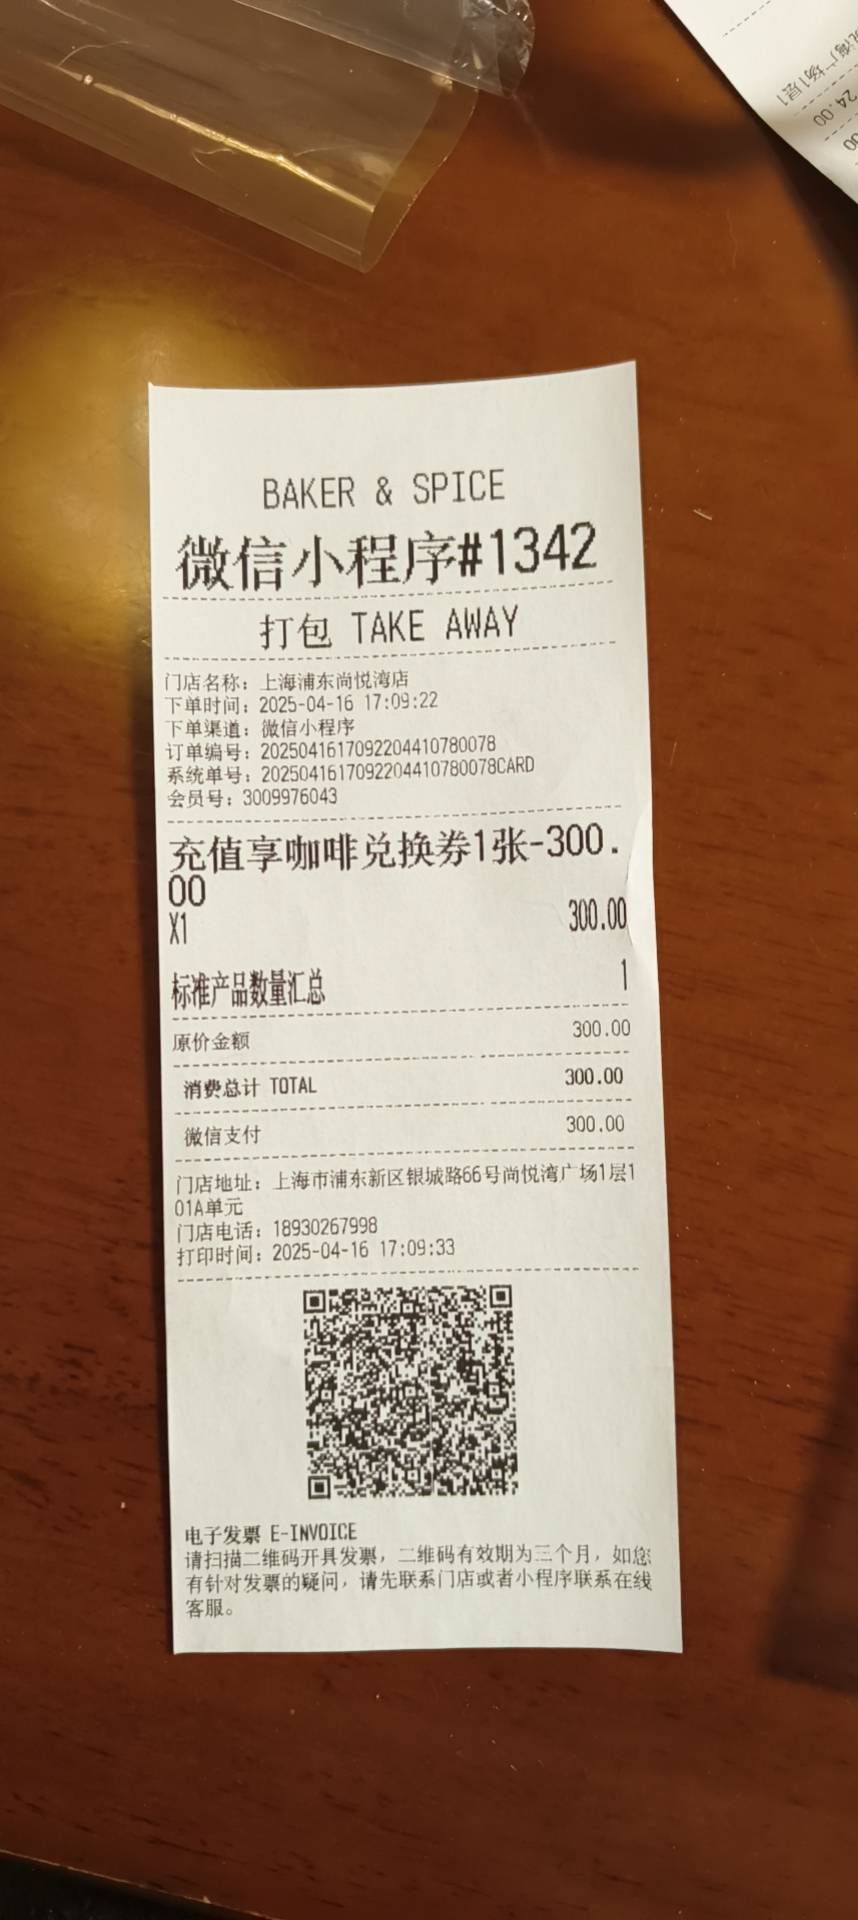 BAKER & SPICE
微信小程序#1342
打包 TAKE AWAY
门店名称：上海浦东尚悦湾店
下单时间：2025-04-16 17:09:22
下单渠道：微信小程序
订单编号：2025041617092204410780078
系统单号：2025041617092204410780078CARD
会员号：3009976043
充值享咖啡兑换券1张-300.
00
X1 300.00
标准产品数量汇总 1
原价金额 300.00
消费总计 TOTAL 300.00
微信支付 300.00
门店地址：上海市浦东新区银城路66号尚悦湾广场1层1
01A单元
门店电话：18930267998
打印时间：2025-04-16 17:09:33
电子发票 E-INVOICE
请扫描二维码开具发票，二维码有效期为三个月，如您
有针对发票的疑问，请先联系门店或者小程序联系在线
客服。
湾广场1层1
24.00